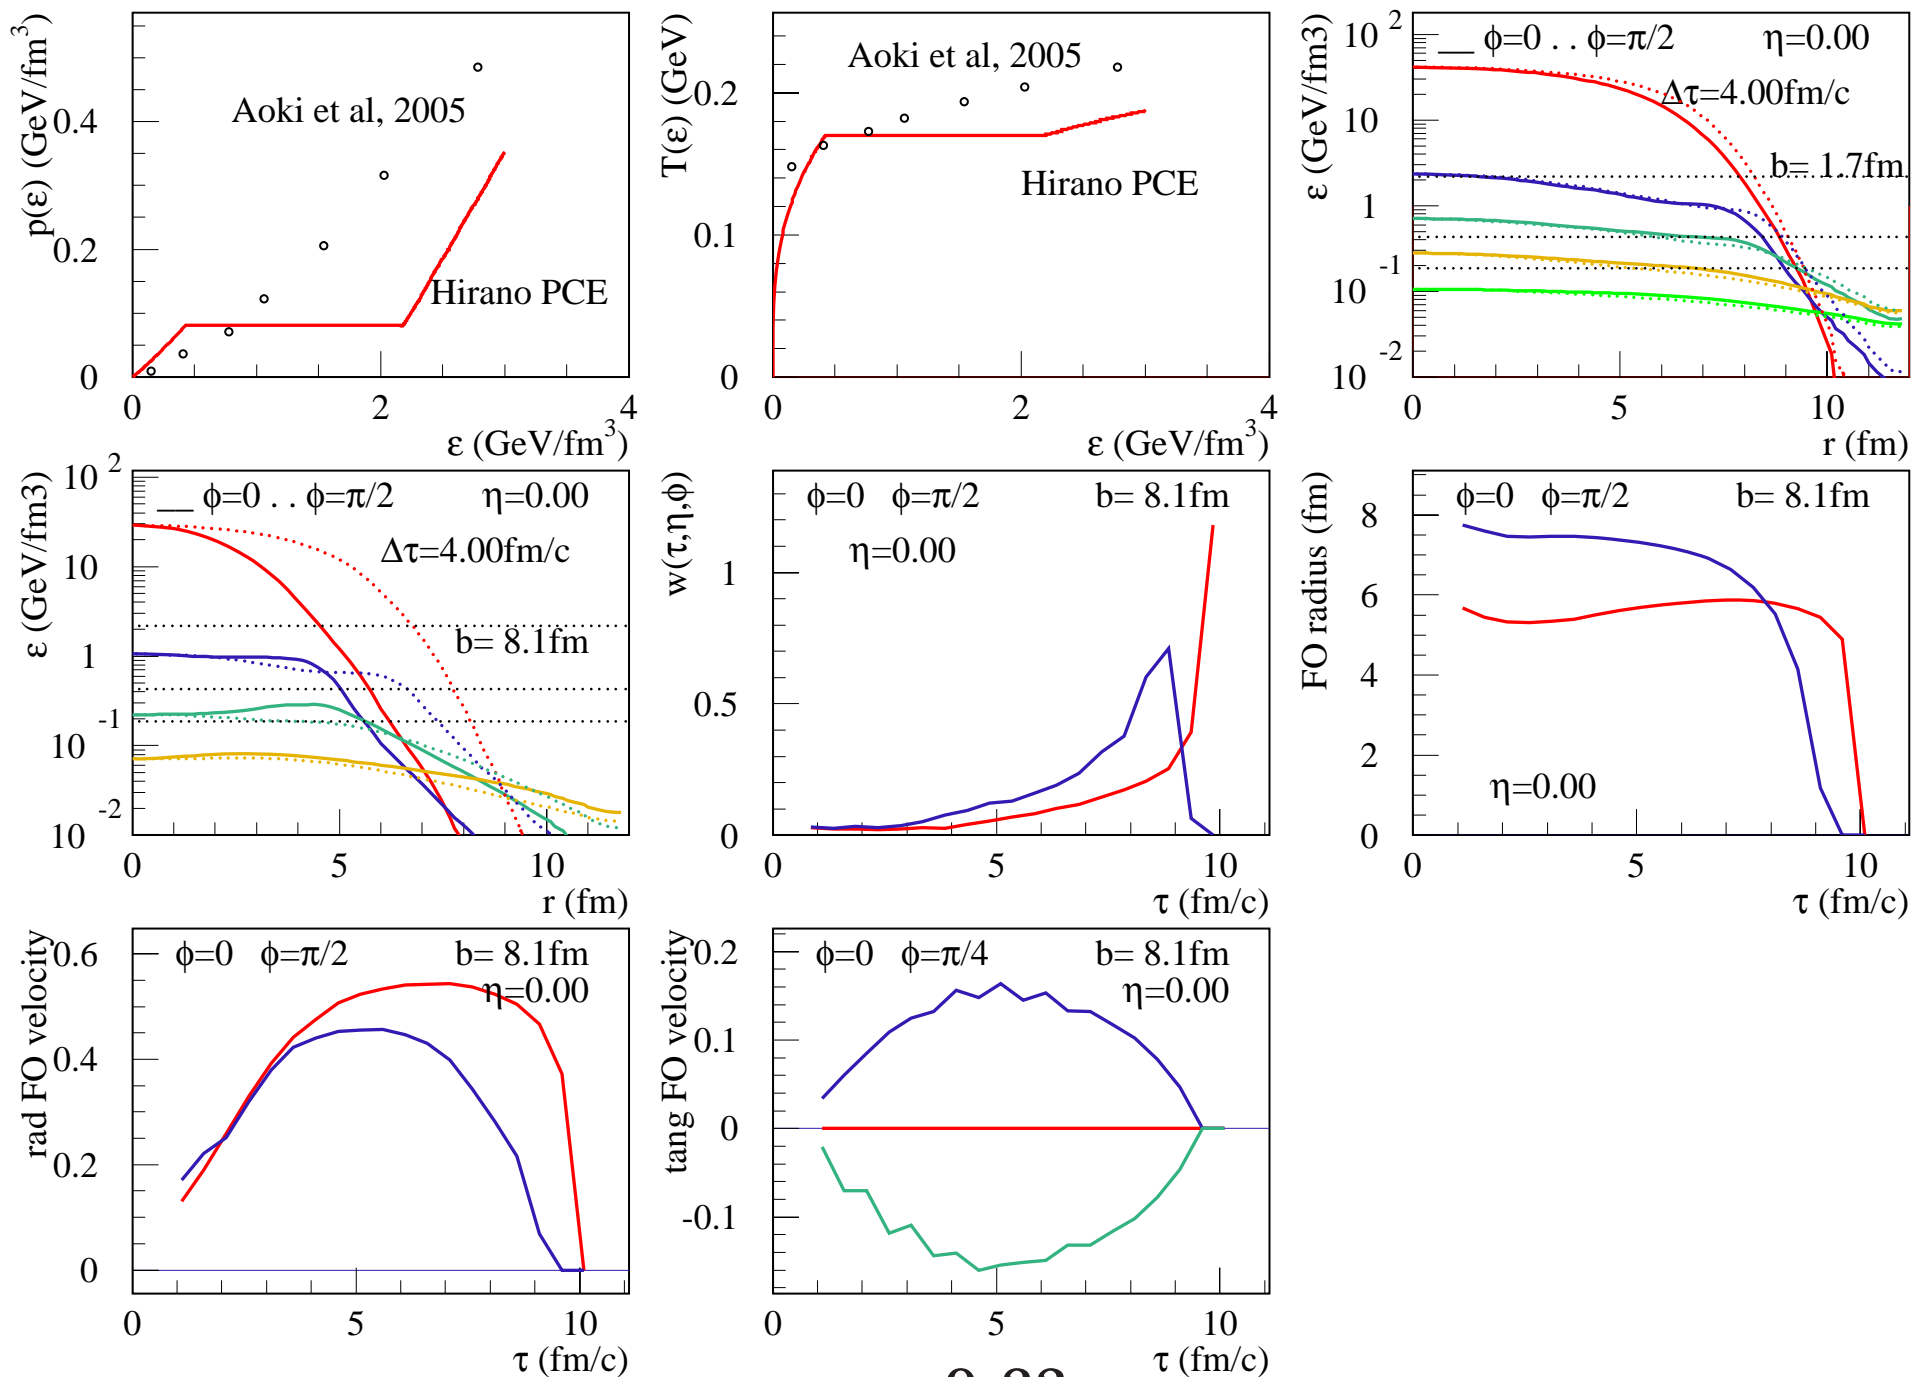 p(ε) (GeV/fm³)
Aoki et al, 2005
Hirano PCE
0.4
0.2
0
0 2 4
ε (GeV/fm³)
T(ε) (GeV)
Aoki et al, 2005
Hirano PCE
0.2
0.1
0
0 2 4
ε (GeV/fm³)
ε (GeV/fm3)
__ ϕ=0 . . ϕ=π/2 η=0.00
Δτ=4.00fm/c
b= 1.7fm
10 2
10
1
10 -1
10 -2
0 10
r (fm)
ε (GeV/fm3)
__ ϕ=0 . . ϕ=π/2 η=0.00
Δτ=4.00fm/c
b= 8.1fm
10 2
10
1
10 -1
10 -2
0 5 10
r (fm)
w(τ,η,ϕ)
ϕ=0 ϕ=π/2 b= 8.1fm
η=0.00
1
0.5
0
0 5 10
τ (fm/c)
FO radius (fm)
ϕ=0 ϕ=π/2 b= 8.1fm
η=0.00
8
6
4
2
0
0 5 10
τ (fm/c)
rad FO velocity
ϕ=0 ϕ=π/2 b= 8.1fm
η=0.00
0.6
0.4
0.2
0
0 5 10
τ (fm/c)
tang FO velocity
ϕ=0 ϕ=π/4 b= 8.1fm
η=0.00
0.2
0.1
0
-0.1
0 5 10
τ (fm/c)